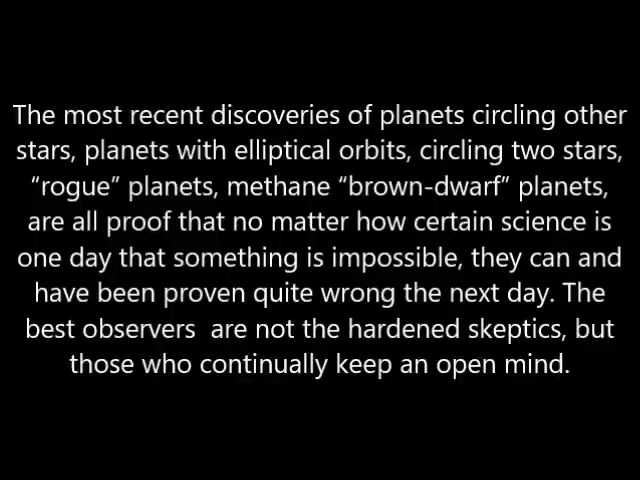 The most recent discoveries of planets circling other
stars, planets with elliptical orbits, circling two stars,
“rogue” planets, methane “brown-dwarf” planets,
are all proof that no matter how certain science is
one day that something is impossible, they can and
have been proven quite wrong the next day. The
best observers  are not the hardened skeptics, but
those who continually keep an open mind.